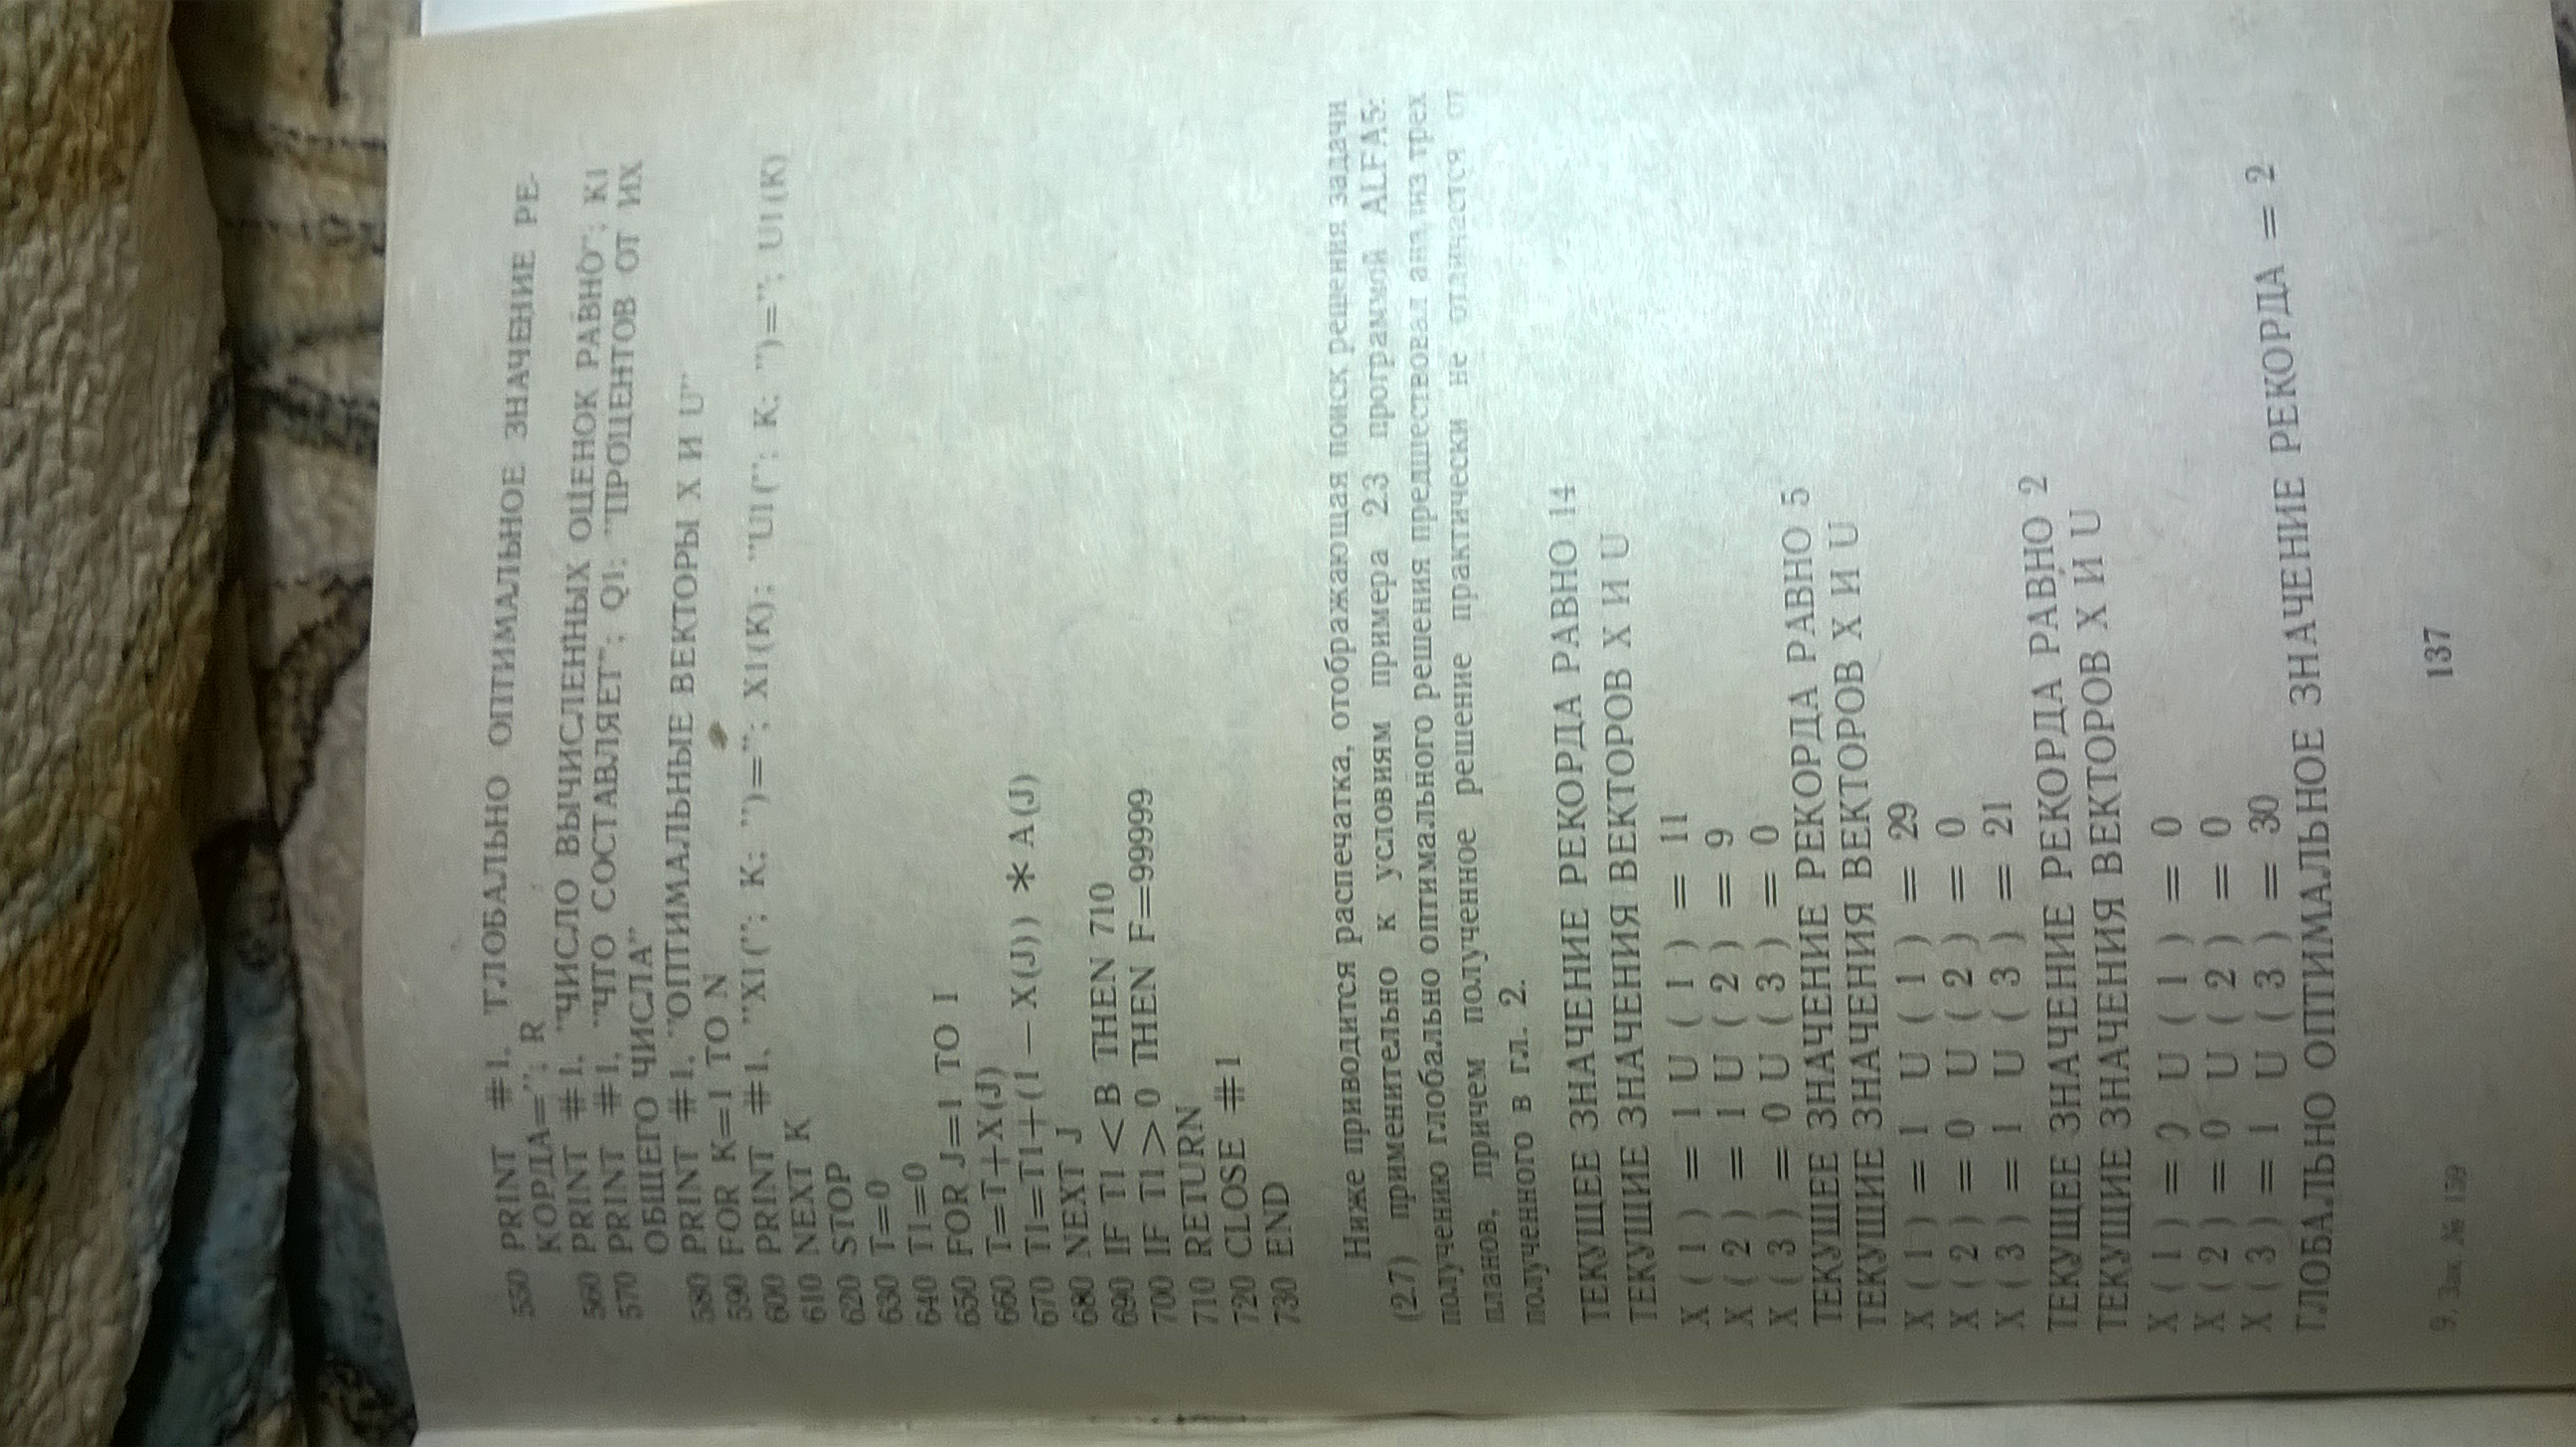 550 PRINT #1, "ГЛОБАЛЬНО ОПТИМАЛЬНОЕ ЗНАЧЕНИЕ РЕ-
КОРДА="; R
560 PRINT #1, "ЧИСЛО ВЫЧИСЛЕННЫХ ОЦЕНОК РАВНО"; K1
570 PRINT #1, "ЧТО СОСТАВЛЯЕТ"; Q1; "ПРОЦЕНТОВ ОТ ИХ
ОБЩЕГО ЧИСЛА"
580 PRINT #1, "ОПТИМАЛЬНЫЕ ВЕКТОРЫ X И U"
590 FOR K=1 TO N
600 PRINT #1, "X1("; K; ")="; X1(K); "U1("; K; ")="; U1(K)
610 NEXT K
620 STOP
630 T=0
640 T1=0
650 FOR J=1 TO I
660 T=T+X(J)
670 T1=T1+(1 — X(J)) * A(J)
680 NEXT J
690 IF T1 < B THEN 710
700 IF T1 > 0 THEN F=99999
710 RETURN
720 CLOSE #1
730 END
Ниже приводится распечатка, отображающая поиск решения задачи
(2.7) применительно к условиям примера 2.3 программой ALFA5:
получению глобально оптимального решения предшествовал анализ трех
планов, причем полученное решение практически не отличается от
полученного в гл. 2.
ТЕКУЩЕЕ ЗНАЧЕНИЕ РЕКОРДА РАВНО 14
ТЕКУЩИЕ ЗНАЧЕНИЯ ВЕКТОРОВ X И U
X ( 1 ) = 1 U ( 1 ) = 11
X ( 2 ) = 1 U ( 2 ) = 9
X ( 3 ) = 0 U ( 3 ) = 0
ТЕКУЩЕЕ ЗНАЧЕНИЕ РЕКОРДА РАВНО 5
ТЕКУЩИЕ ЗНАЧЕНИЯ ВЕКТОРОВ X И U
X ( 1 ) = 1 U ( 1 ) = 29
X ( 2 ) = 0 U ( 2 ) = 0
X ( 3 ) = 1 U ( 3 ) = 21
ТЕКУЩЕЕ ЗНАЧЕНИЕ РЕКОРДА РАВНО 2
ТЕКУЩИЕ ЗНАЧЕНИЯ ВЕКТОРОВ X И U
X ( 1 ) = 0 U ( 1 ) = 0
X ( 2 ) = 0 U ( 2 ) = 0
X ( 3 ) = 1 U ( 3 ) = 30
ГЛОБАЛЬНО ОПТИМАЛЬНОЕ ЗНАЧЕНИЕ РЕКОРДА = 2
9. Зак. № 159
137